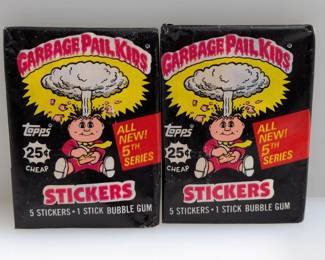 GARBAGE PAIL KIDS
Topps
25¢
CHEAP
ALL
NEW!
5TH
SERIES
STICKERS
5 STICKERS • 1 STICK BUBBLE GUM
GARBAGE PAIL KIDS
Topps
25¢
CHEAP
ALL
NEW!
5TH
SERIES
STICKERS
5 STICKERS • 1 STICK BUBBLE GUM